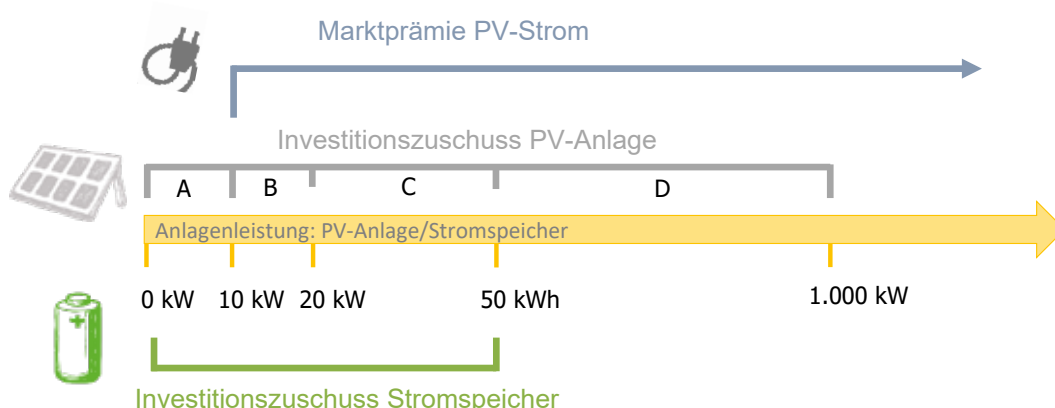 Marktprämie PV-Strom
Investitionszuschuss PV-Anlage
A B C D
Anlagenleistung: PV-Anlage/Stromspeicher
0 kW 10 kW 20 kW 50 kWh 1.000 kW
Investitionszuschuss Stromspeicher